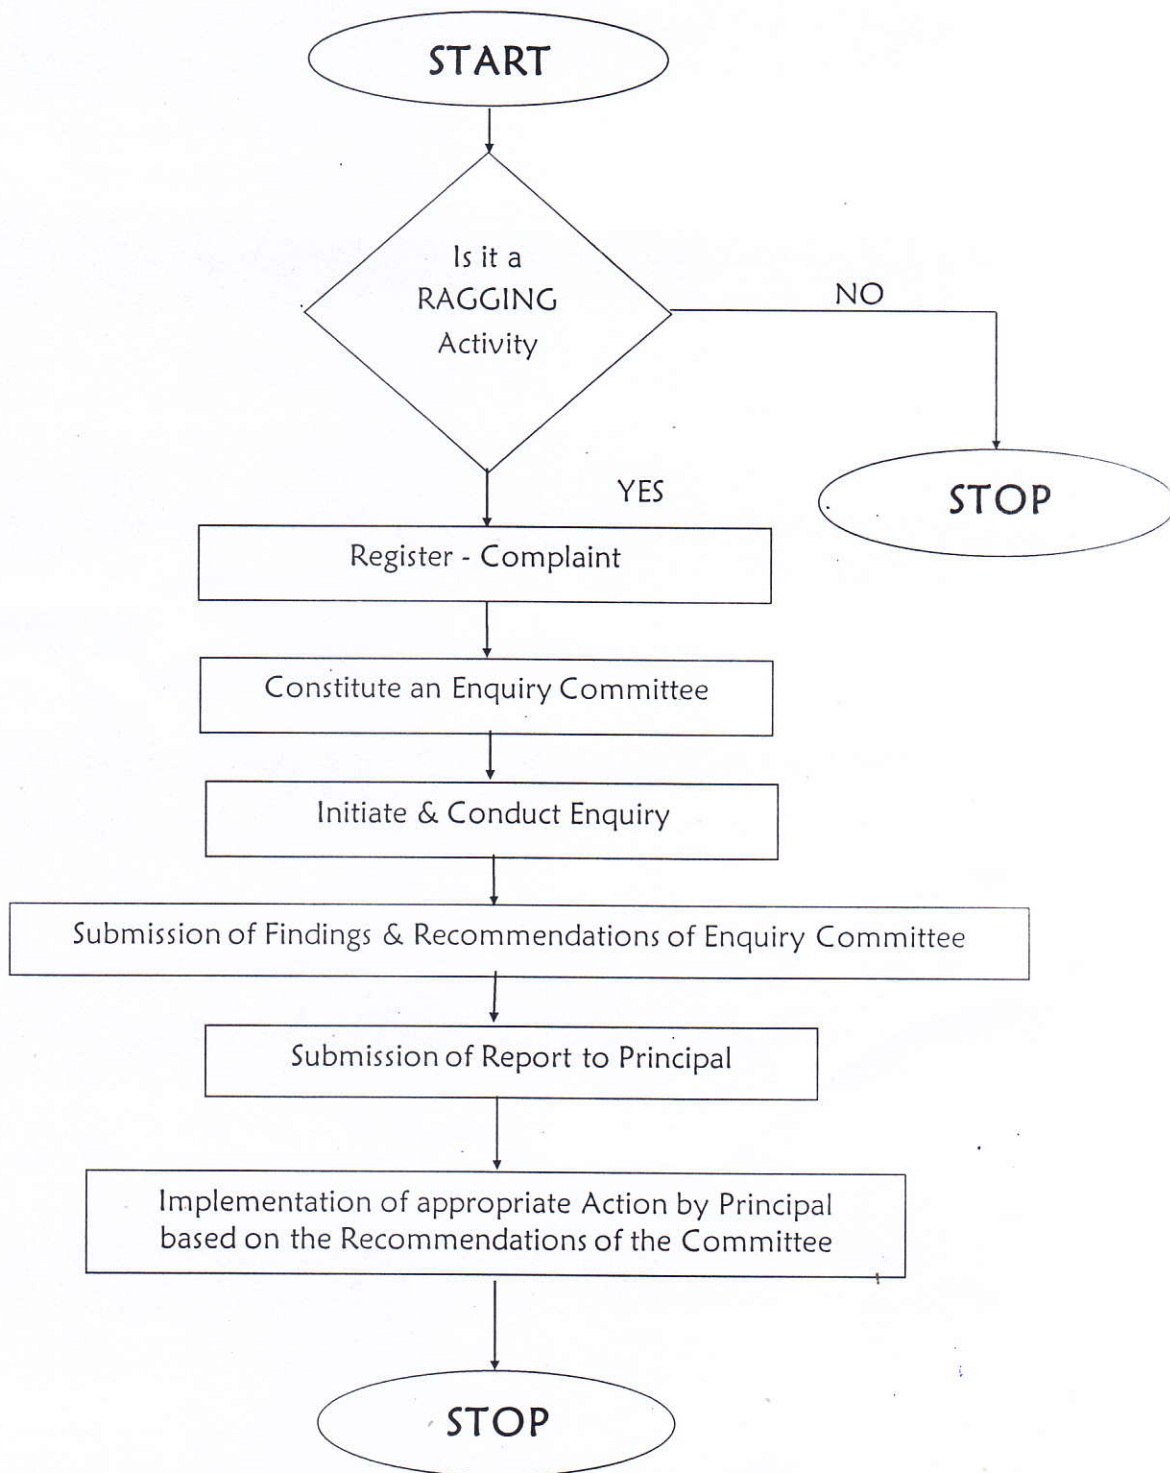 START
Is it a
RAGGING
Activity
NO
YES
STOP
Register - Complaint
Constitute an Enquiry Committee
Initiate & Conduct Enquiry
Submission of Findings & Recommendations of Enquiry Committee
Submission of Report to Principal
Implementation of appropriate Action by Principal
based on the Recommendations of the Committee
STOP